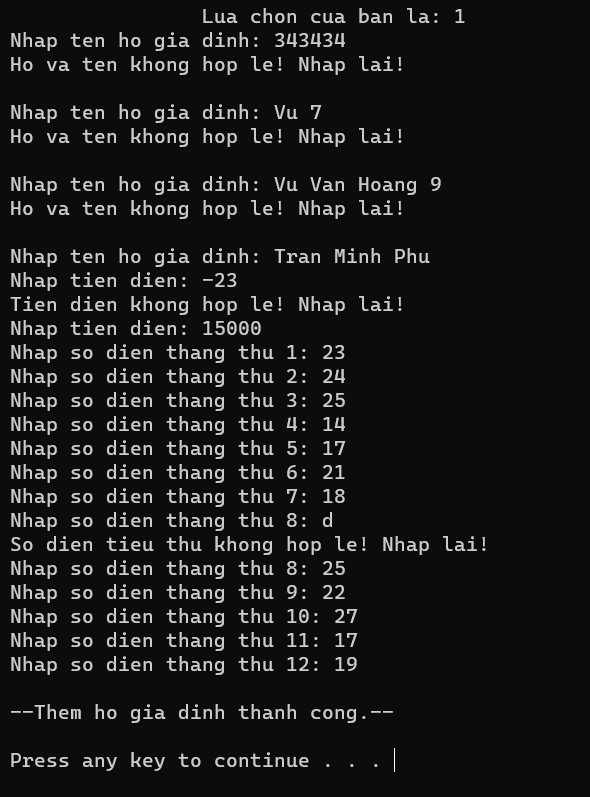 Lua chon cua ban la: 1
Nhap ten ho gia dinh: 343434
Ho va ten khong hop le! Nhap lai!
Nhap ten ho gia dinh: Vu 7
Ho va ten khong hop le! Nhap lai!
Nhap ten ho gia dinh: Vu Van Hoang 9
Ho va ten khong hop le! Nhap lai!
Nhap ten ho gia dinh: Tran Minh Phu
Nhap tien dien: -23
Tien dien khong hop le! Nhap lai!
Nhap tien dien: 15000
Nhap so dien thang thu 1: 23
Nhap so dien thang thu 2: 24
Nhap so dien thang thu 3: 25
Nhap so dien thang thu 4: 14
Nhap so dien thang thu 5: 17
Nhap so dien thang thu 6: 21
Nhap so dien thang thu 7: 18
Nhap so dien thang thu 8: d
So dien tieu thu khong hop le! Nhap lai!
Nhap so dien thang thu 8: 25
Nhap so dien thang thu 9: 22
Nhap so dien thang thu 10: 27
Nhap so dien thang thu 11: 17
Nhap so dien thang thu 12: 19
--Them ho gia dinh thanh cong.--
Press any key to continue . . .